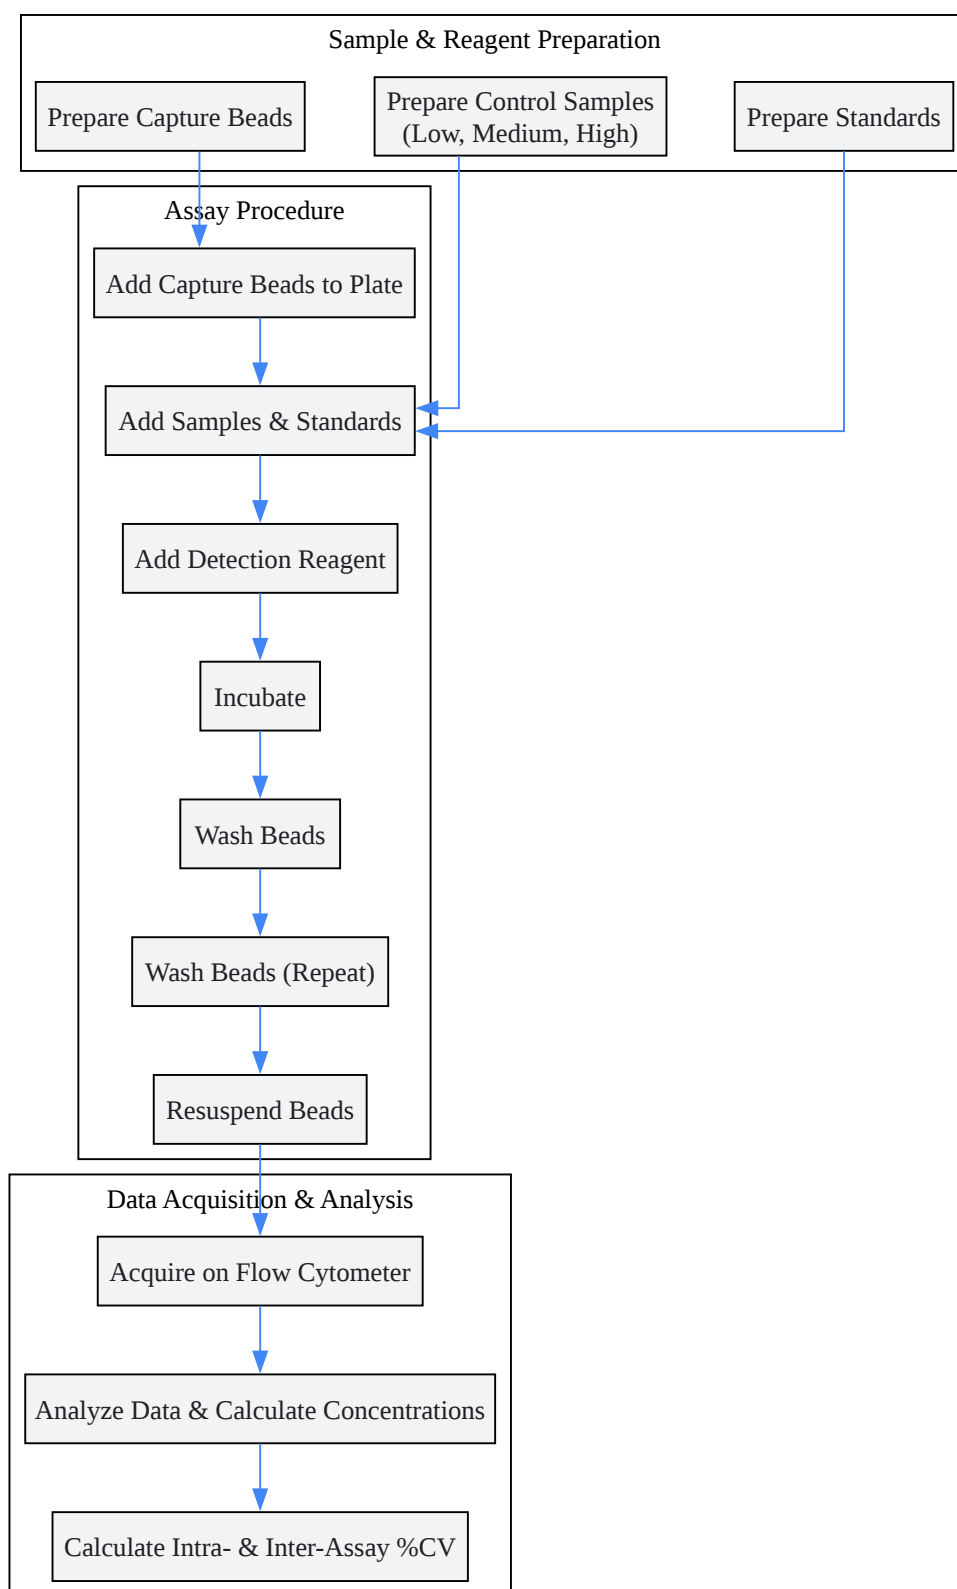 Sample & Reagent Preparation
Prepare Capture Beads
Prepare Control Samples
(Low, Medium, High)
Prepare Standards
Assay Procedure
Add Capture Beads to Plate
Add Samples & Standards
Add Detection Reagent
Incubate
Wash Beads
Wash Beads (Repeat)
Resuspend Beads
Data Acquisition & Analysis
Acquire on Flow Cytometer
Analyze Data & Calculate Concentrations
Calculate Intra- & Inter-Assay %CV